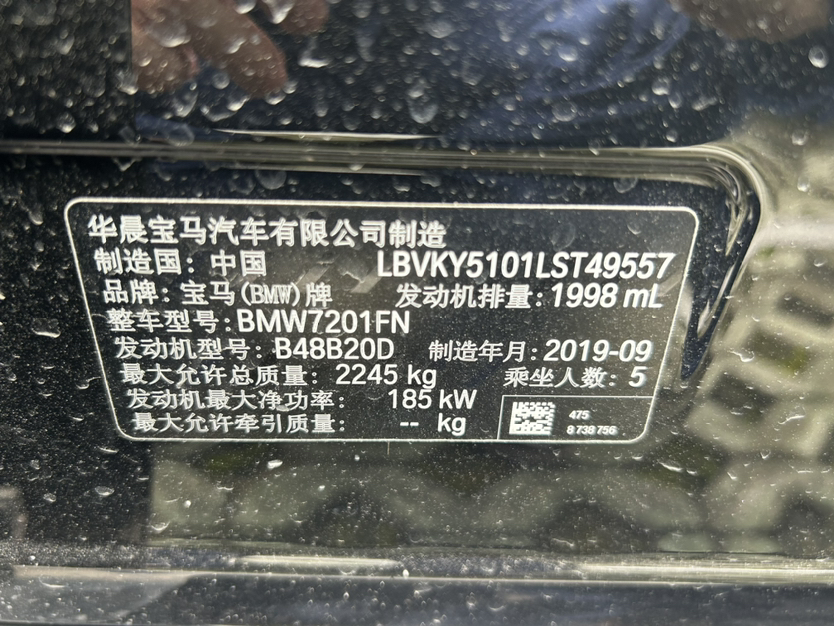 华晨宝马汽车有限公司制造
制造国：中国 LBVKY5101LST49557
品牌：宝马(BMW)牌 发动机排量：1998 mL
整车型号：BMW7201FN
发动机型号：B48B20D 制造年月：2019-09
最大允许总质量：2245 kg 乘坐人数：5
发动机最大净功率：185 kW
最大允许牵引质量：-- kg
475
8 738 756